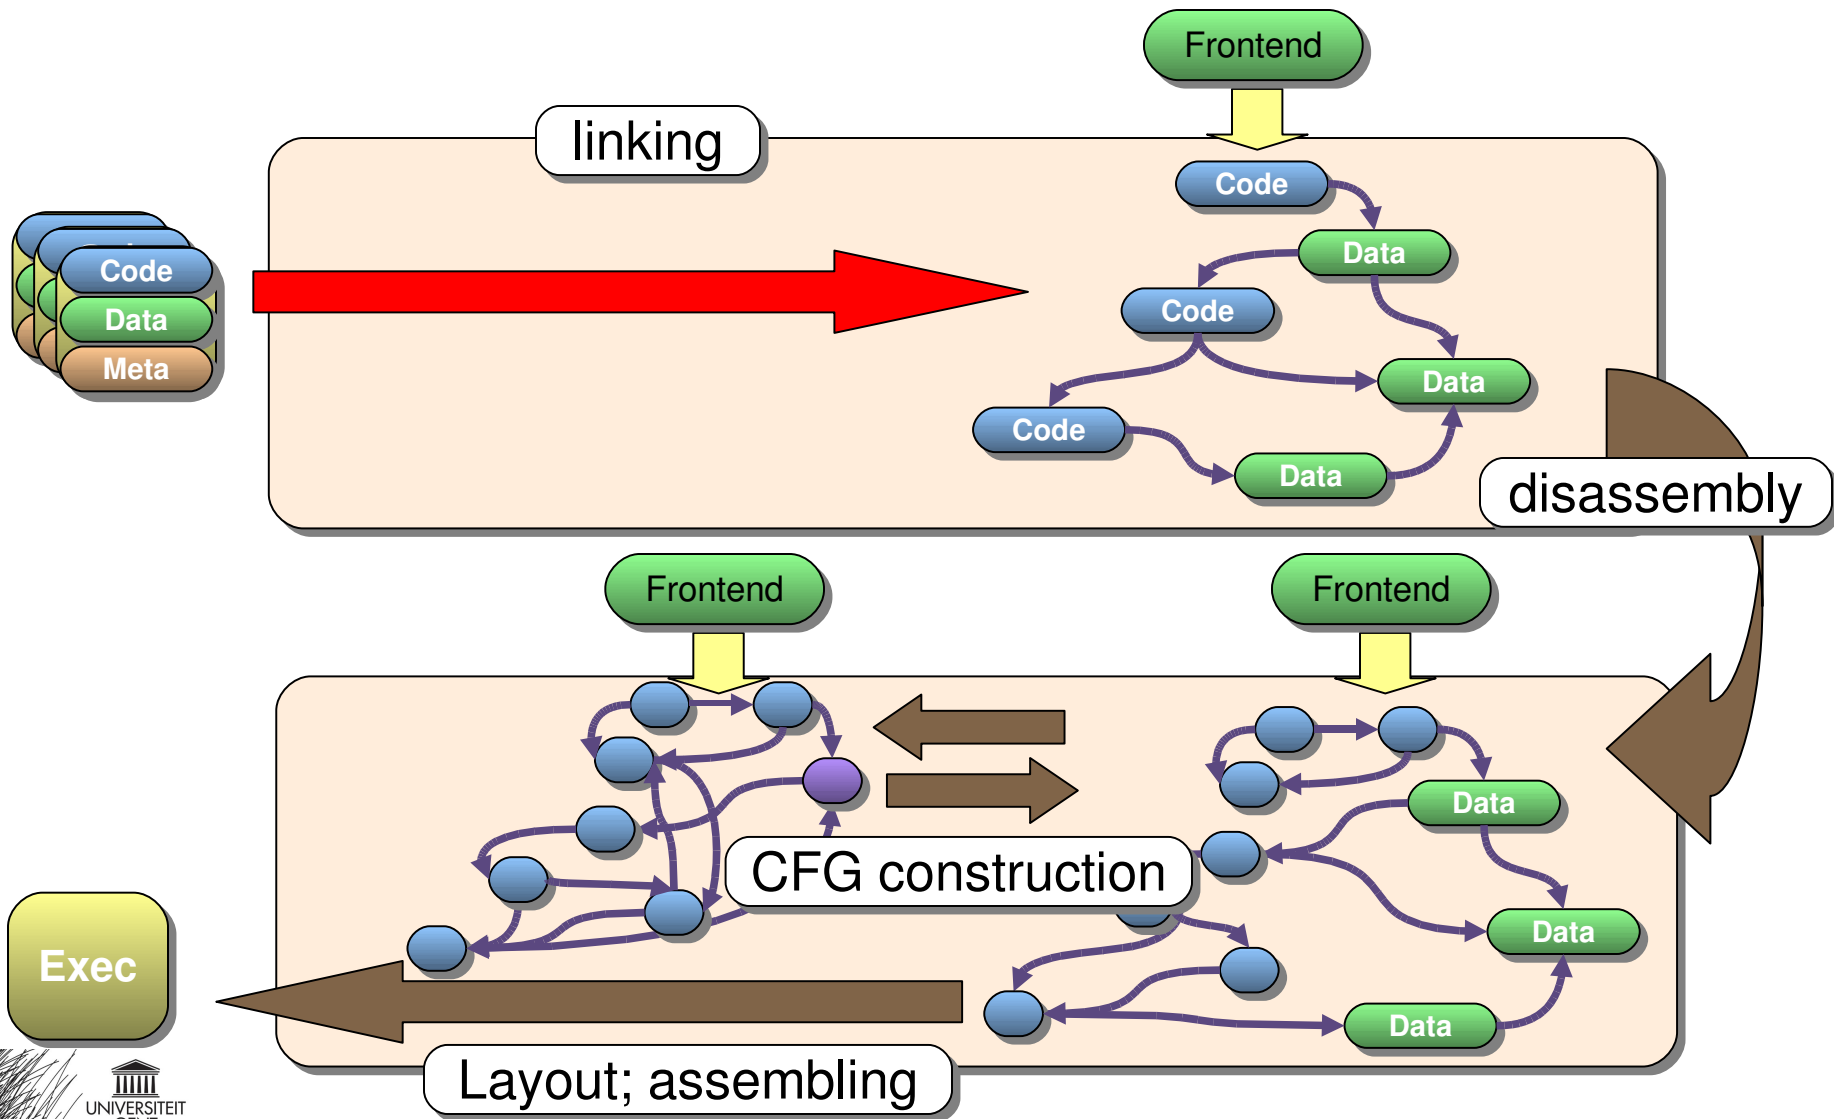 Frontend
linking
Code
Data
Code
Code
Data
Meta
Data
Code
Data
disassembly
Frontend
Frontend
Data
CFG construction
Data
Exec
Data
Layout; assembling
UNIVERSITEIT